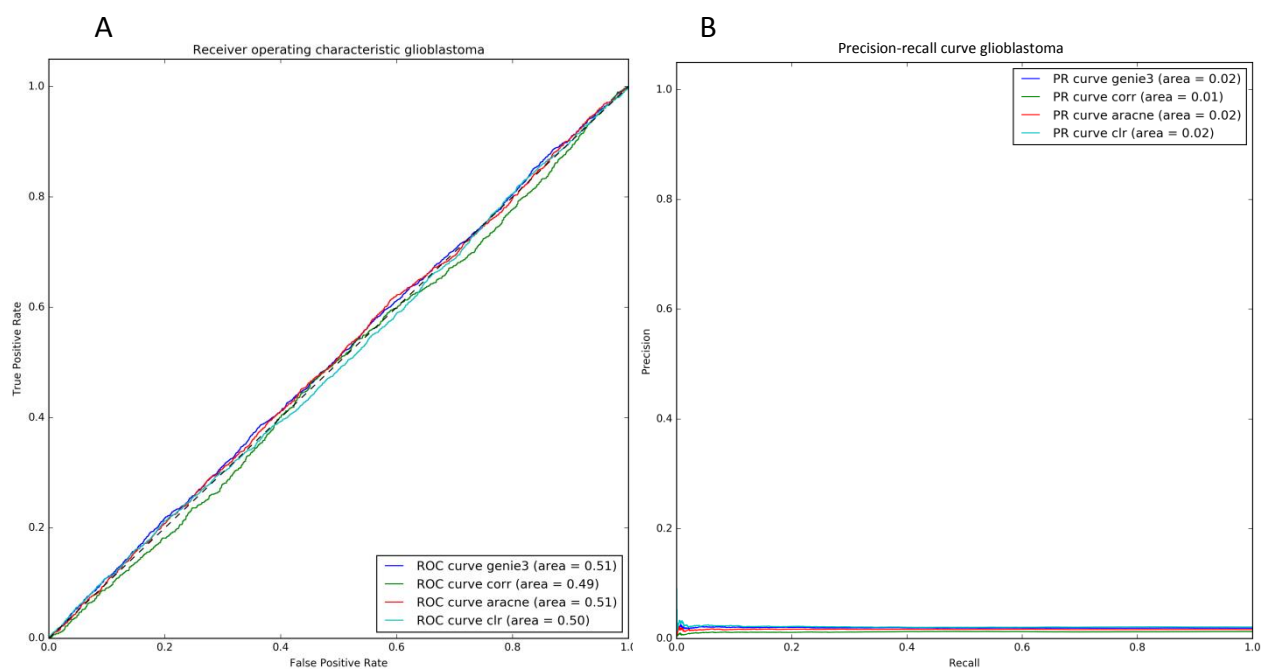 A
Receiver operating characteristic glioblastoma
1.0
0.8
0.6
0.4
0.2
0.0
True Positive Rate
0.2
0.4
0.6
0.8
1.0
False Positive Rate
ROC curve genie3 (area = 0.51)
ROC curve corr (area = 0.49)
ROC curve aracne (area = 0.51)
ROC curve clr (area = 0.50)
B
Precision-recall curve glioblastoma
PR curve genie3 (area = 0.02)
PR curve corr (area = 0.01)
PR curve aracne (area = 0.02)
PR curve clr (area = 0.02)
1.0
0.8
0.6
0.4
0.2
0.0
Precision
0.0
0.2
0.4
0.6
0.8
1.0
Recall